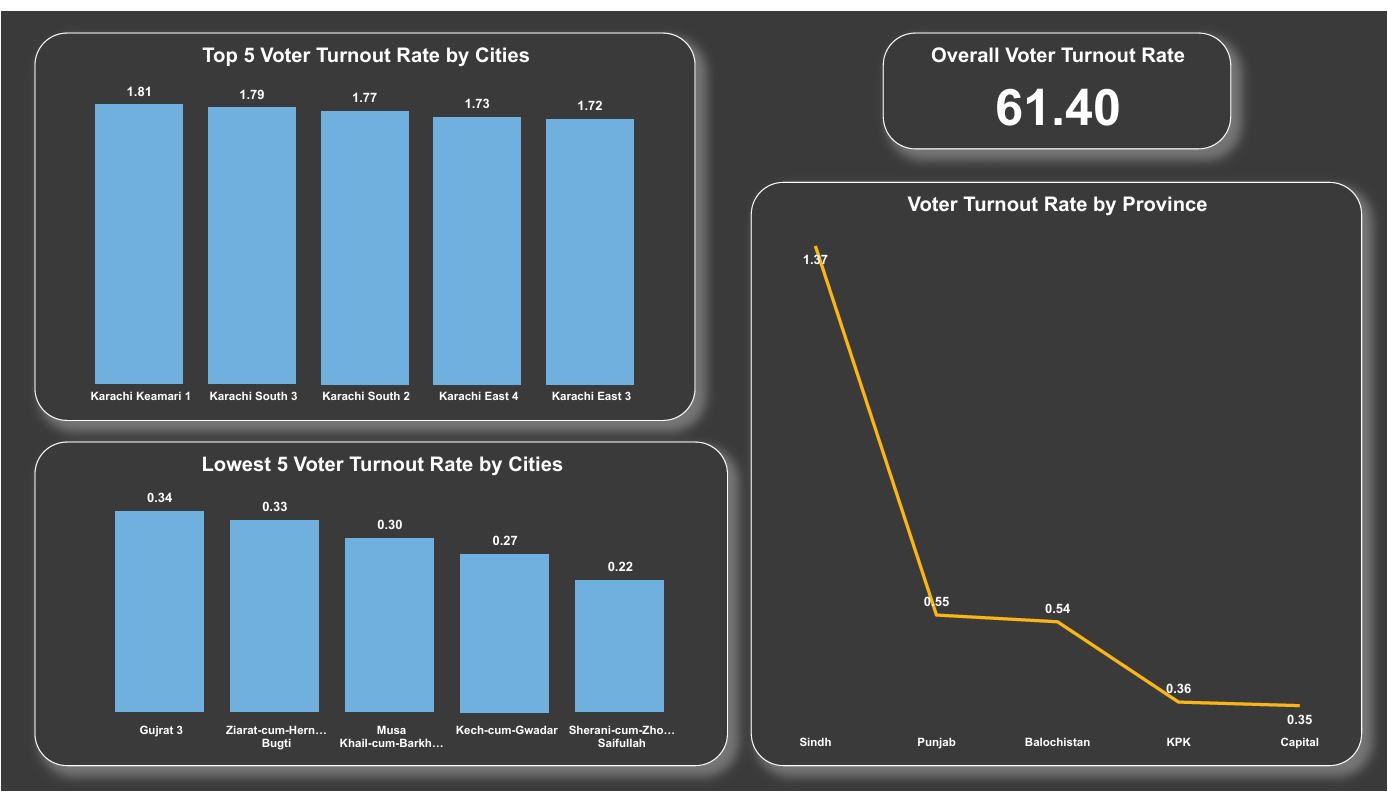 Top 5 Voter Turnout Rate by Cities
1.81
1.79
1.77
1.73
1.72
Karachi Keamari 1
Karachi South 3
Karachi South 2
Karachi East 4
Karachi East 3
Overall Voter Turnout Rate
61.40
Lowest 5 Voter Turnout Rate by Cities
0.34
0.33
0.30
0.27
0.22
Gujrat 3
Ziarat-cum-Hern…
Bugti
Musa
Khail-cum-Barkh…
Kech-cum-Gwadar
Sherani-cum-Zho…
Saifullah
Voter Turnout Rate by Province
1.37
0.55
0.54
0.36
0.35
Sindh
Punjab
Balochistan
KPK
Capital